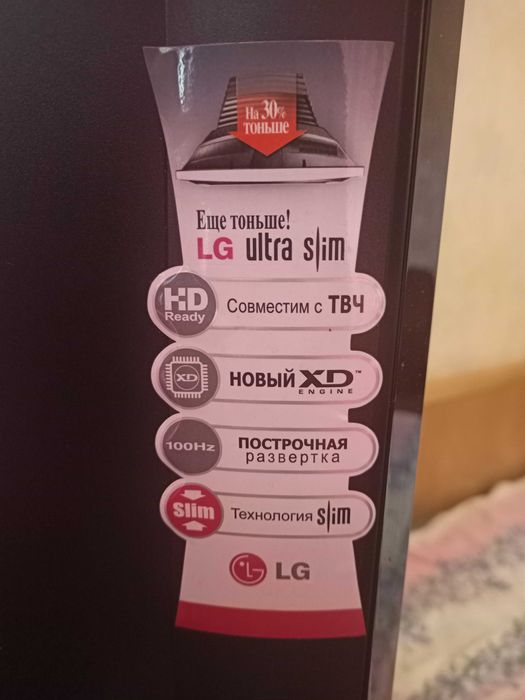 На 30%
тоньше
Еще тоньше!
LG ultra slim
HD
Ready
Совместим с ТВЧ
XD
НОВЫЙ XD™
ENGINE
100Hz
ПОСТРОЧНАЯ
развертка
Slim
Технология slim
LG